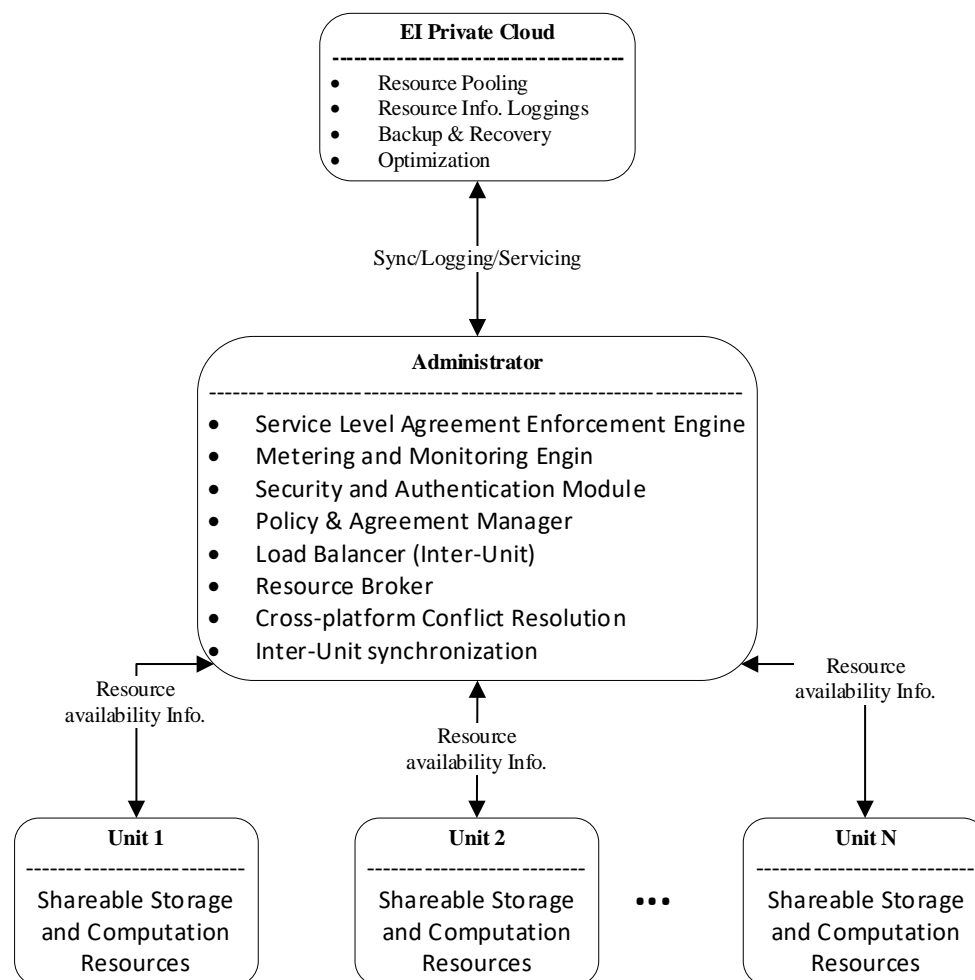 EI Private Cloud
• Resource Pooling
• Resource Info. Loggings
• Backup & Recovery
• Optimization
Sync/Logging/Servicing
Administrator
• Service Level Agreement Enforcement Engine
• Metering and Monitoring Engin
• Security and Authentication Module
• Policy & Agreement Manager
• Load Balancer (Inter-Unit)
• Resource Broker
• Cross-platform Conflict Resolution
• Inter-Unit synchronization
Resource
availability Info.
Resource
availability Info.
Resource
availability Info.
Unit 1
Shareable Storage
and Computation
Resources
Unit 2
Shareable Storage
and Computation
Resources
...
Unit N
Shareable Storage
and Computation
Resources